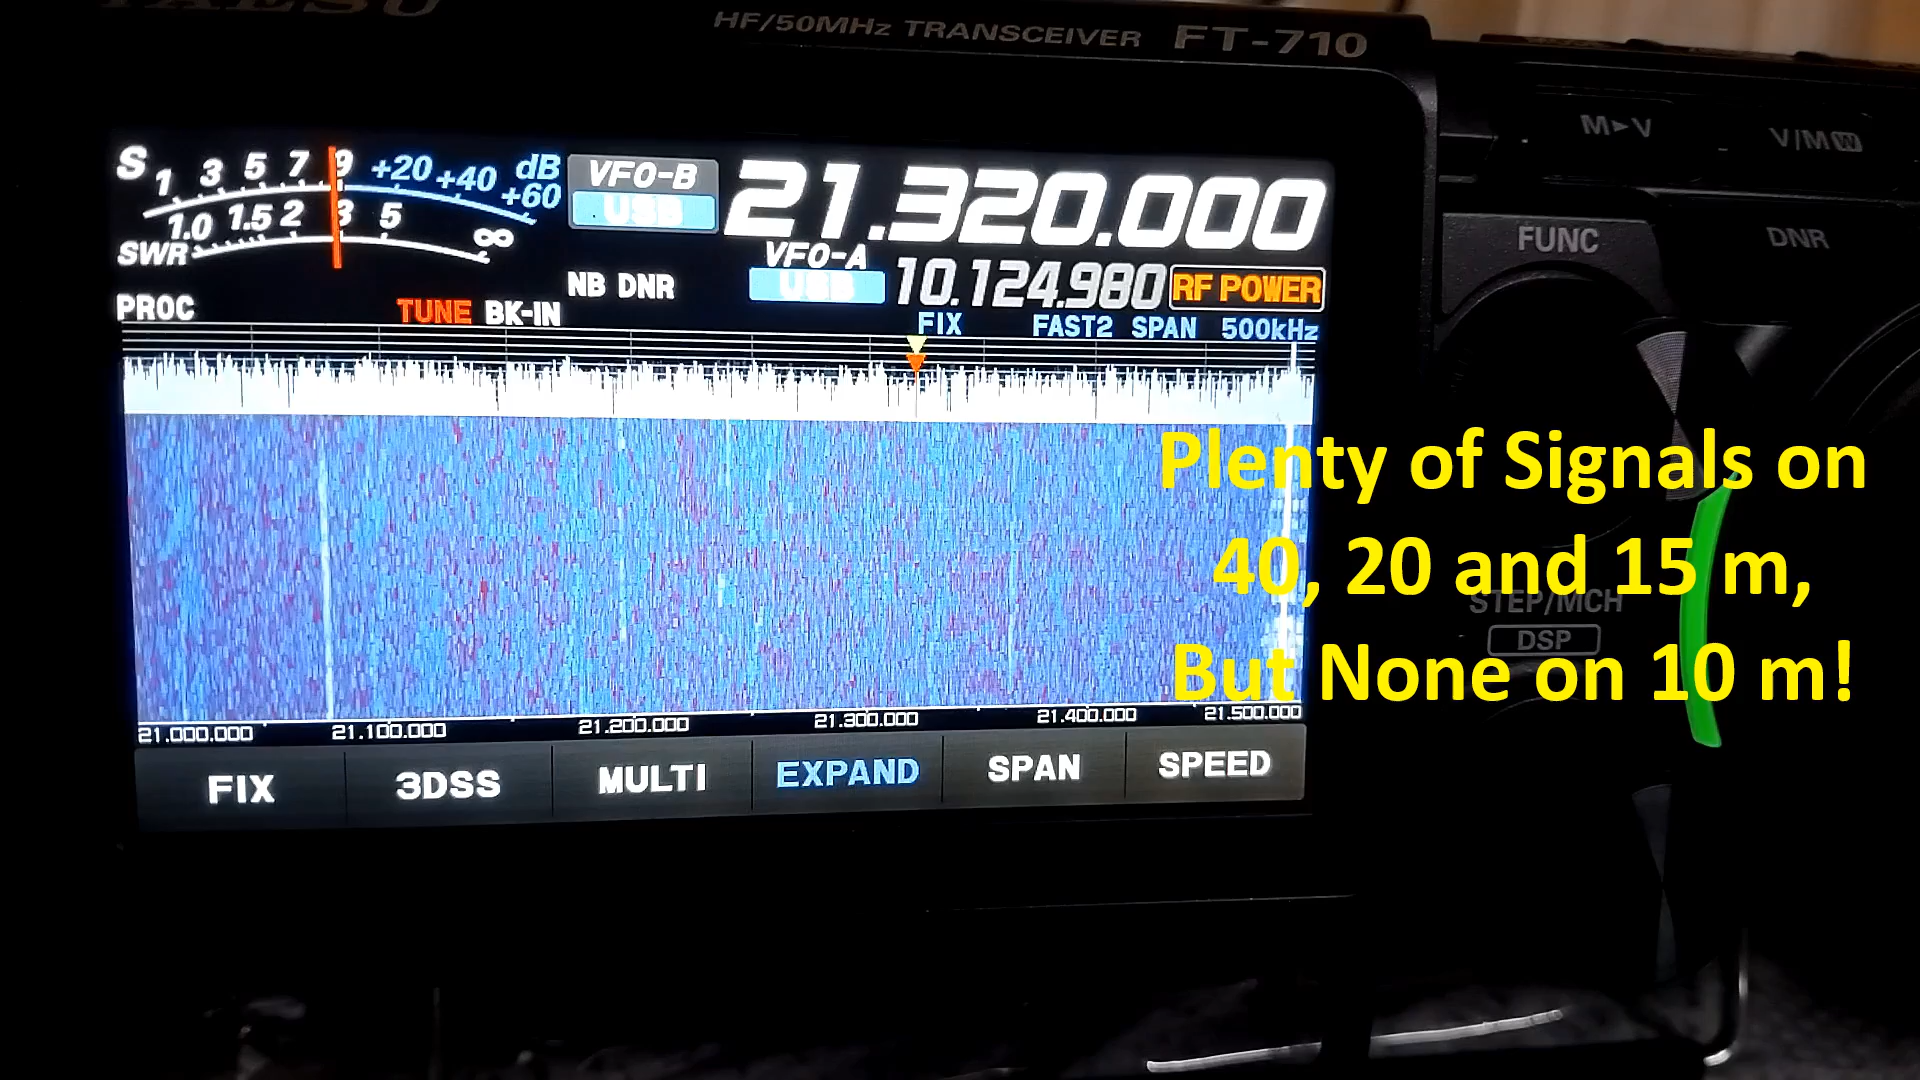 YAESU
HF/50MHz TRANSCEIVER FT-710
M►V
V/M W
S 1 3 5 7 9 +20 +40 +60 dB
VFO-B
USB
21.320.000
1.0 1.5 2 3 5 ∞
SWR
VFO-A
USB
10.124.980
RF POWER
NB DNR
PROC
TUNE BK-IN
FIX FAST2 SPAN 500kHz
FUNC
DNR
Plenty of Signals on
40, 20 and 15 m,
But None on 10 m!
STEP/MCH
DSP
21.000.000 21.100.000 21.200.000 21.300.000 21.400.000 21.500.000
FIX 3DSS MULTI EXPAND SPAN SPEED